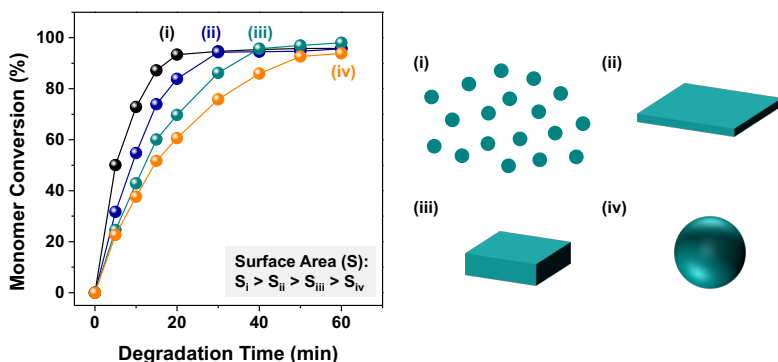 (i)
(ii)
(iii)
(iv)
Monomer Conversion (%)
100
80
60
40
20
0
0
20
40
60
Degradation Time (min)
Surface Area (S):
Si > Sii > Siii > Siv
(i)
(ii)
(iii)
(iv)